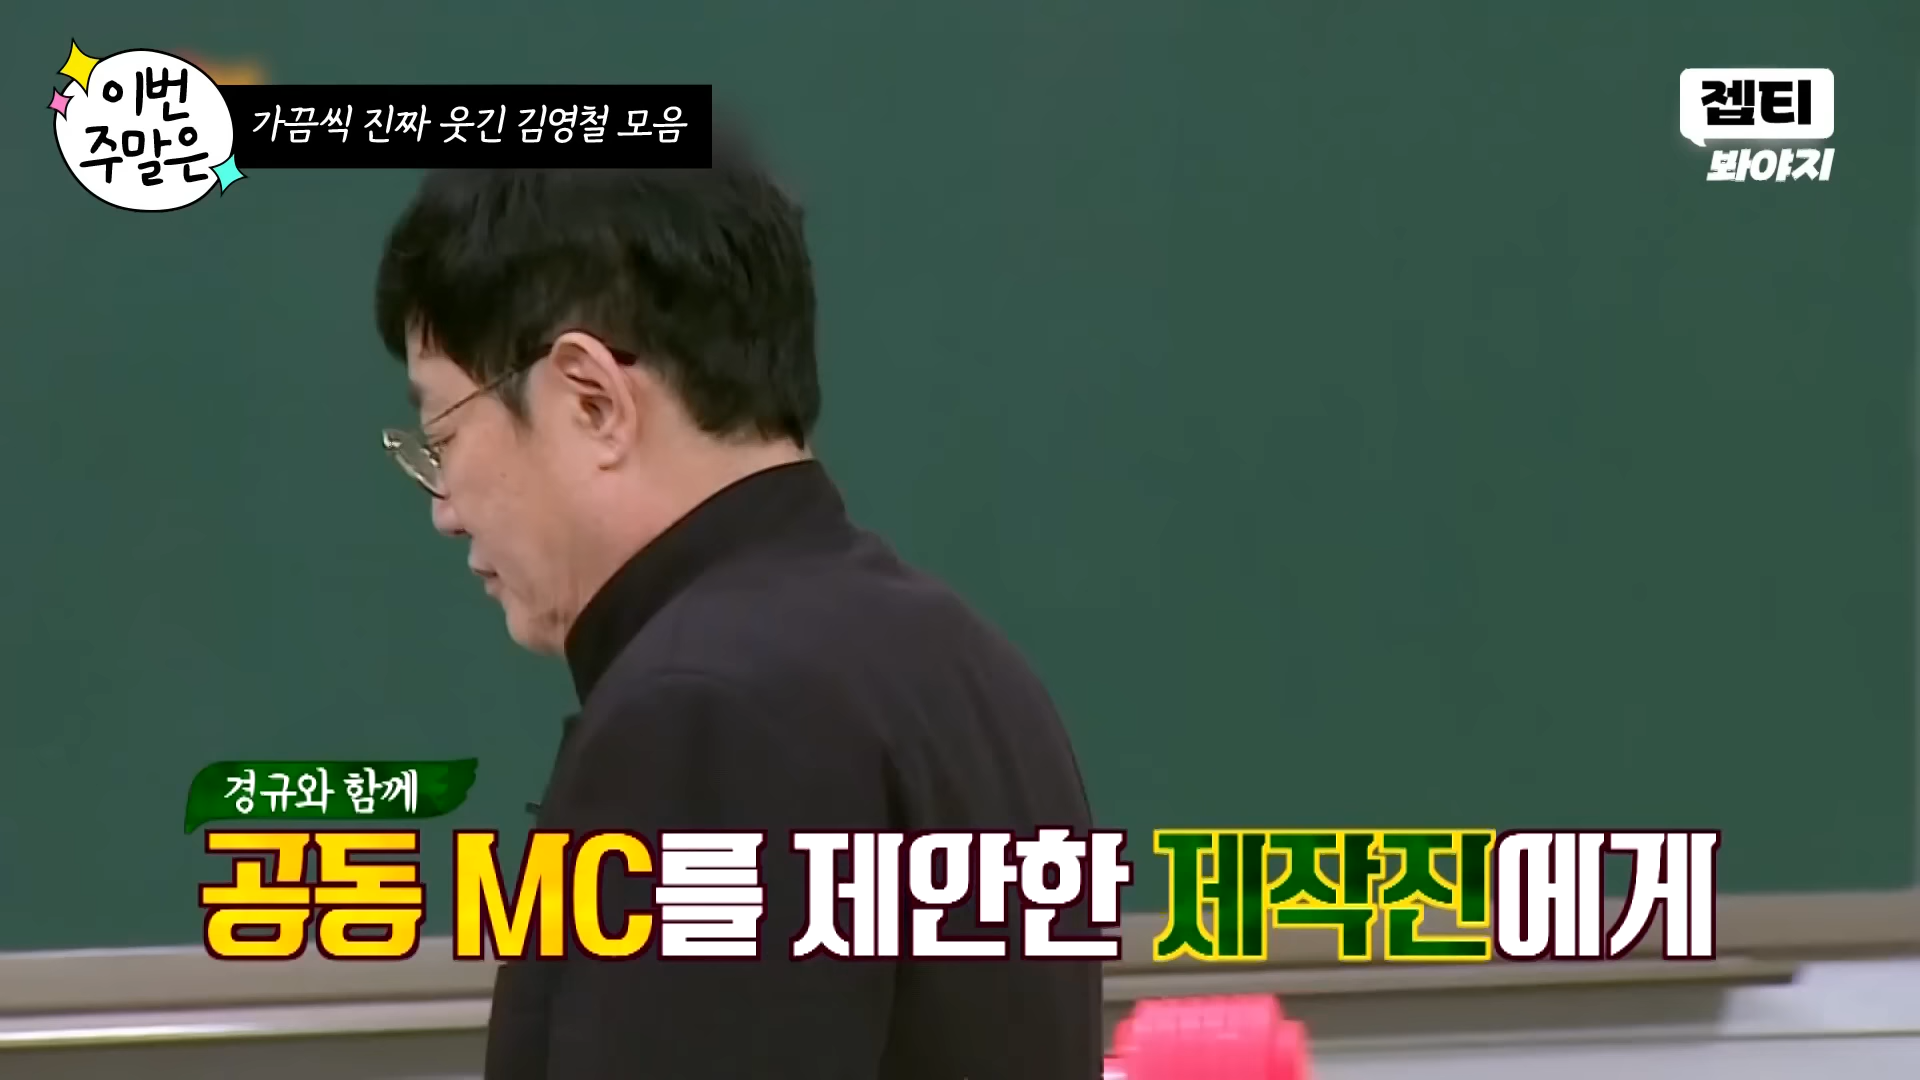 이번
주말은
가끔씩 진짜 웃긴 김영철 모음
젭티
봐야지
경규와 함께
공동 MC를 제안한 제작진에게